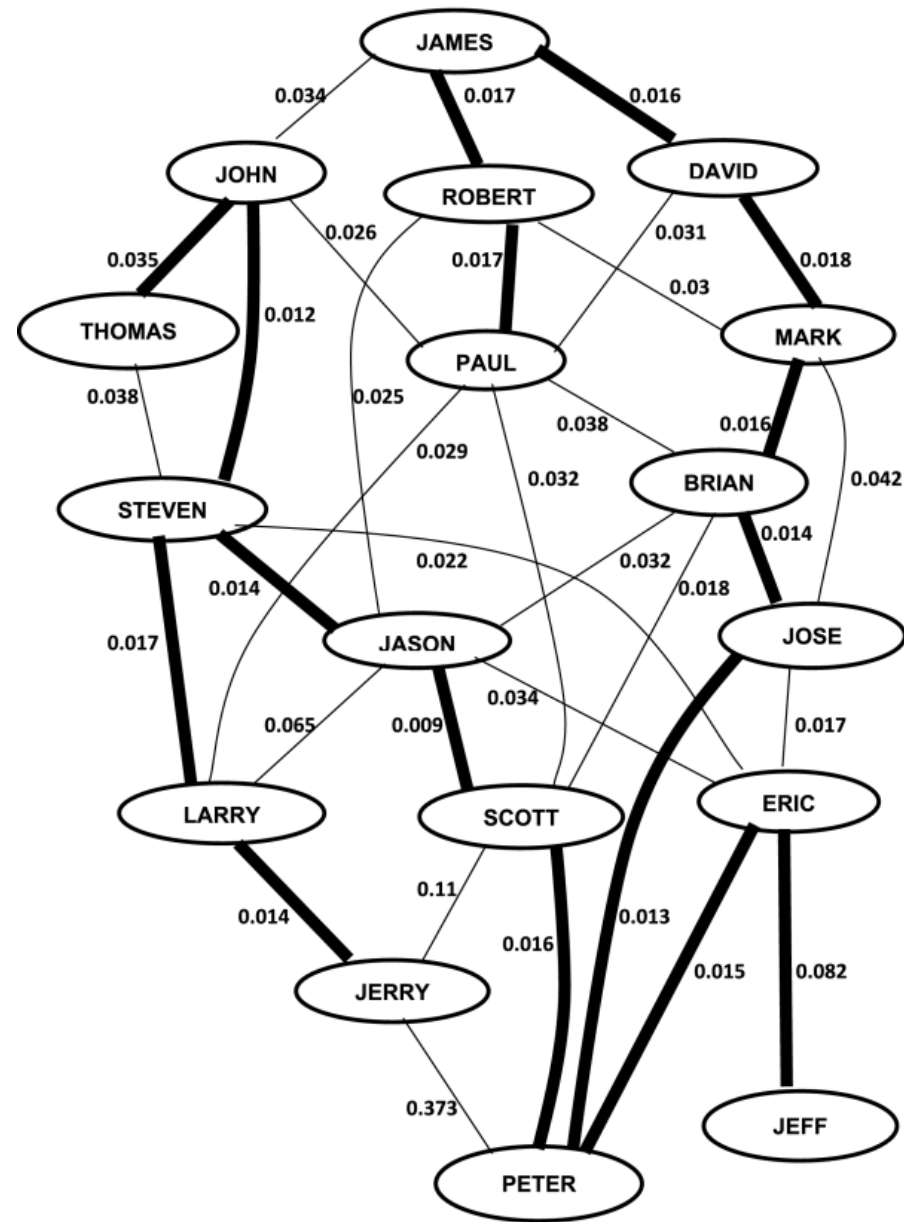 JAMES
0.034
0.017
0.016
JOHN
ROBERT
DAVID
0.035
0.026
0.017
0.031
0.018
0.03
0.012
THOMAS
PAUL
MARK
0.038
0.025
0.038
0.016
0.029
0.032
0.042
STEVEN
BRIAN
0.022
0.032
0.014
0.014
0.018
0.017
JASON
JOSE
0.065
0.009
0.034
0.017
LARRY
SCOTT
ERIC
0.11
0.014
0.016
0.013
0.015
0.082
JERRY
0.373
JEFF
PETER